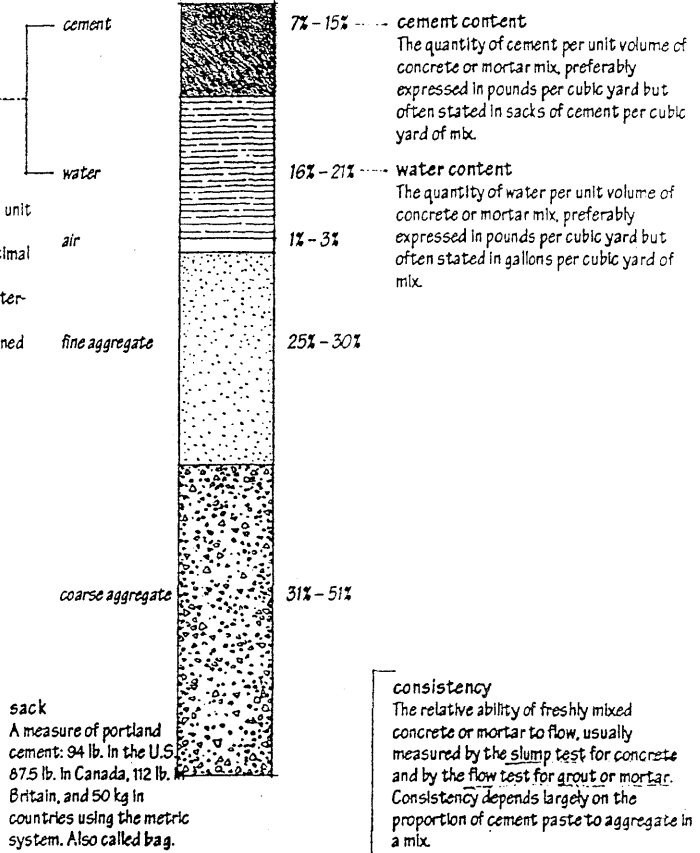 cement
7% – 15%
cement content
The quantity of cement per unit volume of
concrete or mortar mix, preferably
expressed in pounds per cubic yard but
often stated in sacks of cement per cubic
yard of mix.
water
16% – 21%
water content
The quantity of water per unit volume of
concrete or mortar mix, preferably
expressed in pounds per cubic yard but
often stated in gallons per cubic yard of
mix.
unit
air
1% – 3%
timal
ter-
ned
fine aggregate
25% – 30%
coarse aggregate
31% – 51%
sack
A measure of portland
cement: 94 lb. in the U.S.
87.5 lb. in Canada, 112 lb.
Britain, and 50 kg in
countries using the metric
system. Also called bag.
consistency
The relative ability of freshly mixed
concrete or mortar to flow, usually
measured by the slump test for concrete
and by the flow test for grout or mortar.
Consistency depends largely on the
proportion of cement paste to aggregate in
a mix.